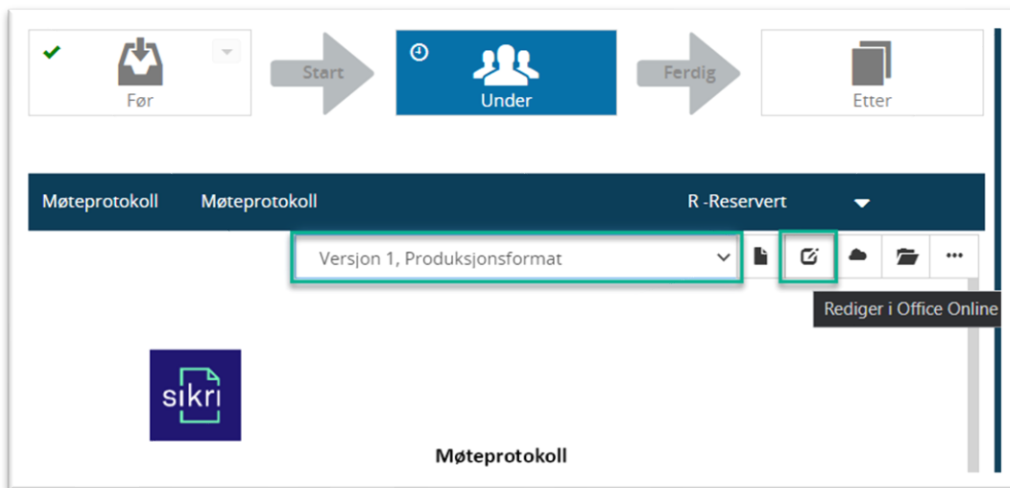 Start
Ferdig
Før
Under
Etter
Møteprotokoll Møteprotokoll R -Reservert
Versjon 1, Produksjonsformat
Rediger i Office Online
sikri
Møteprotokoll